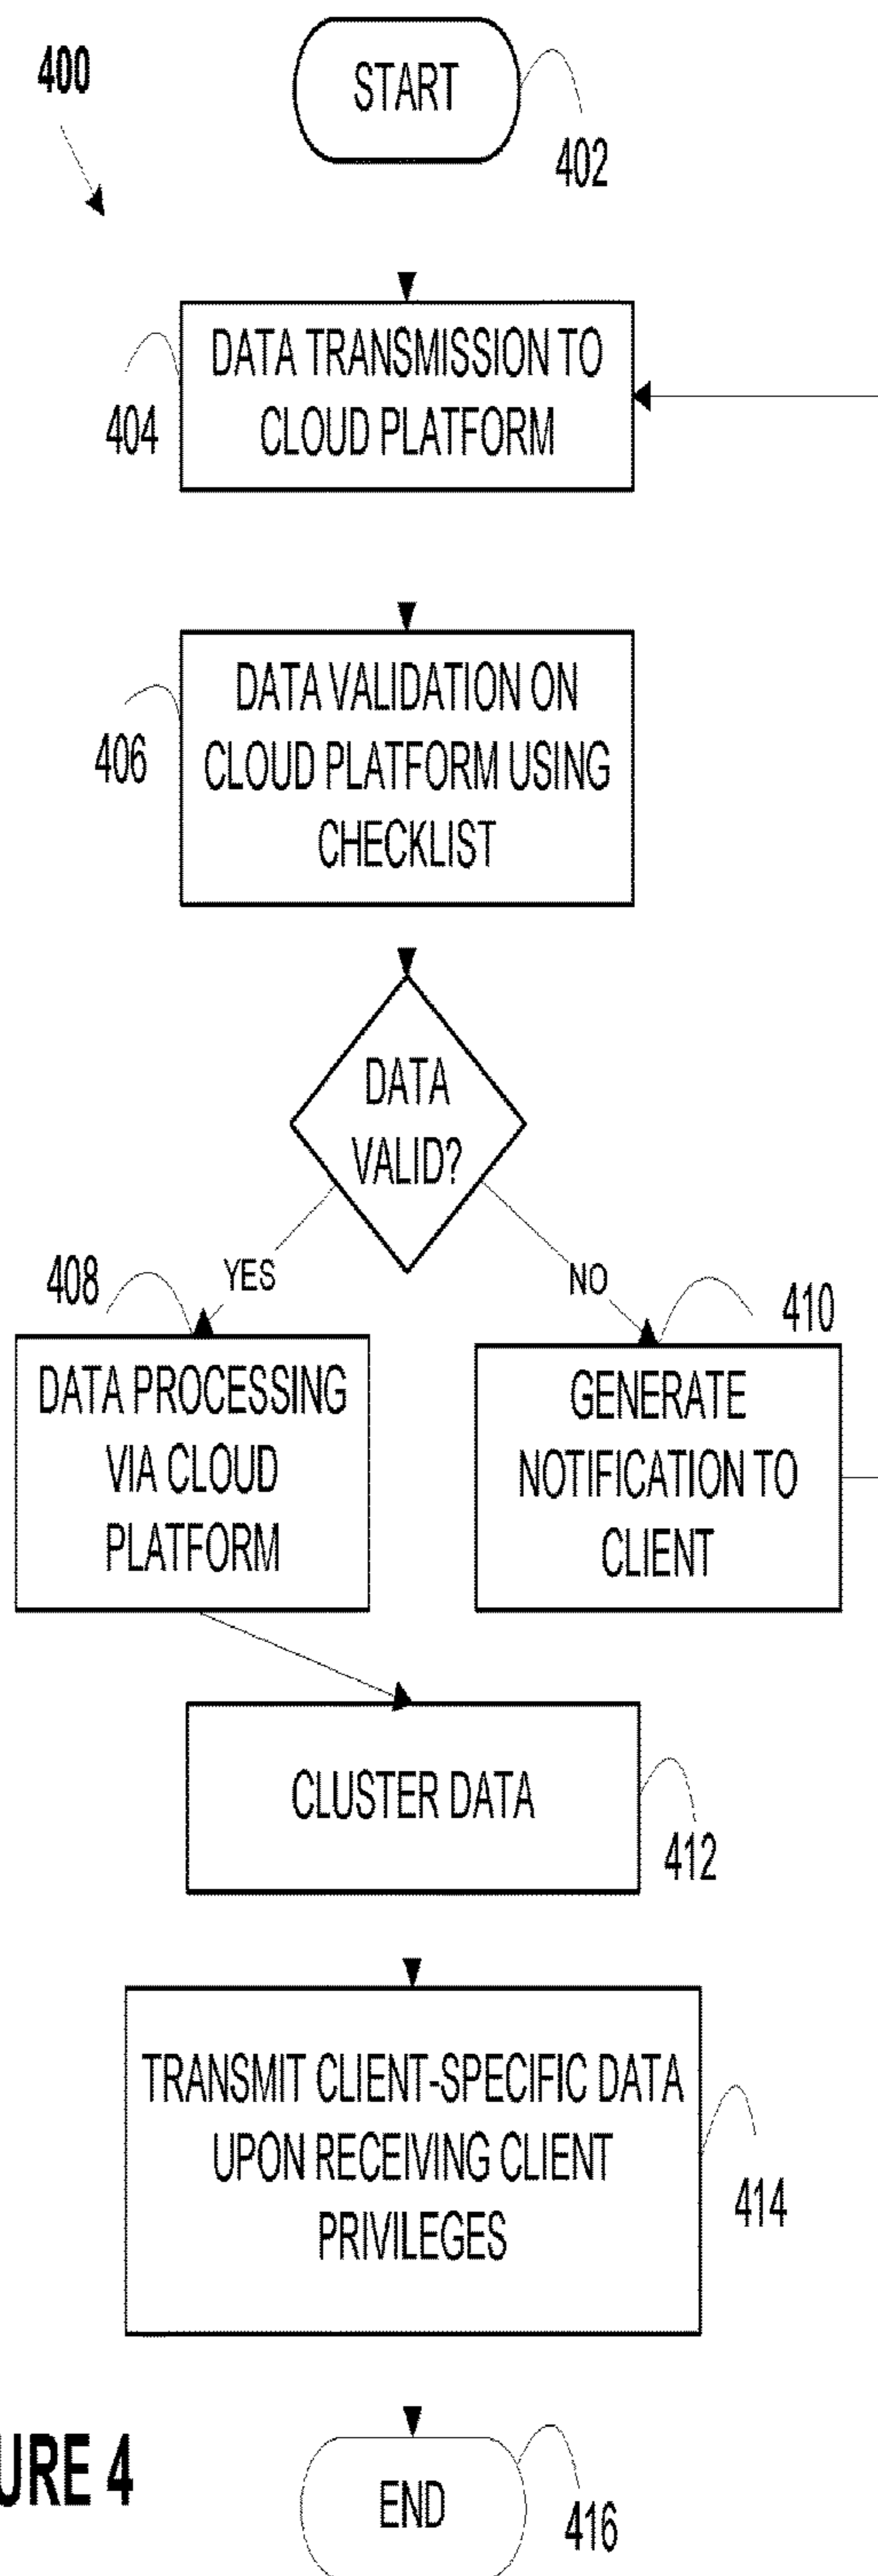 400
START
402
DATA TRANSMISSION TO
CLOUD PLATFORM
404
DATA VALIDATION ON
CLOUD PLATFORM USING
CHECKLIST
406
DATA
VALID?
YES
NO
408
410
DATA PROCESSING
VIA CLOUD
PLATFORM
GENERATE
NOTIFICATION TO
CLIENT
CLUSTER DATA
412
TRANSMIT CLIENT-SPECIFIC DATA
UPON RECEIVING CLIENT
PRIVILEGES
414
URE 4
END
416